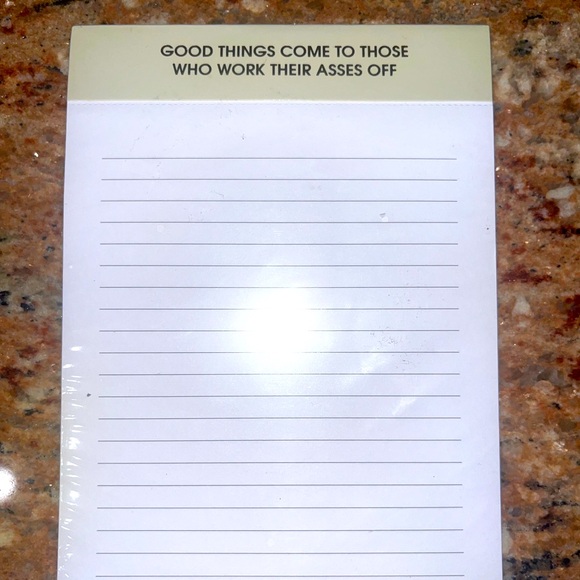 GOOD THINGS COME TO THOSE
WHO WORK THEIR ASSES OFF